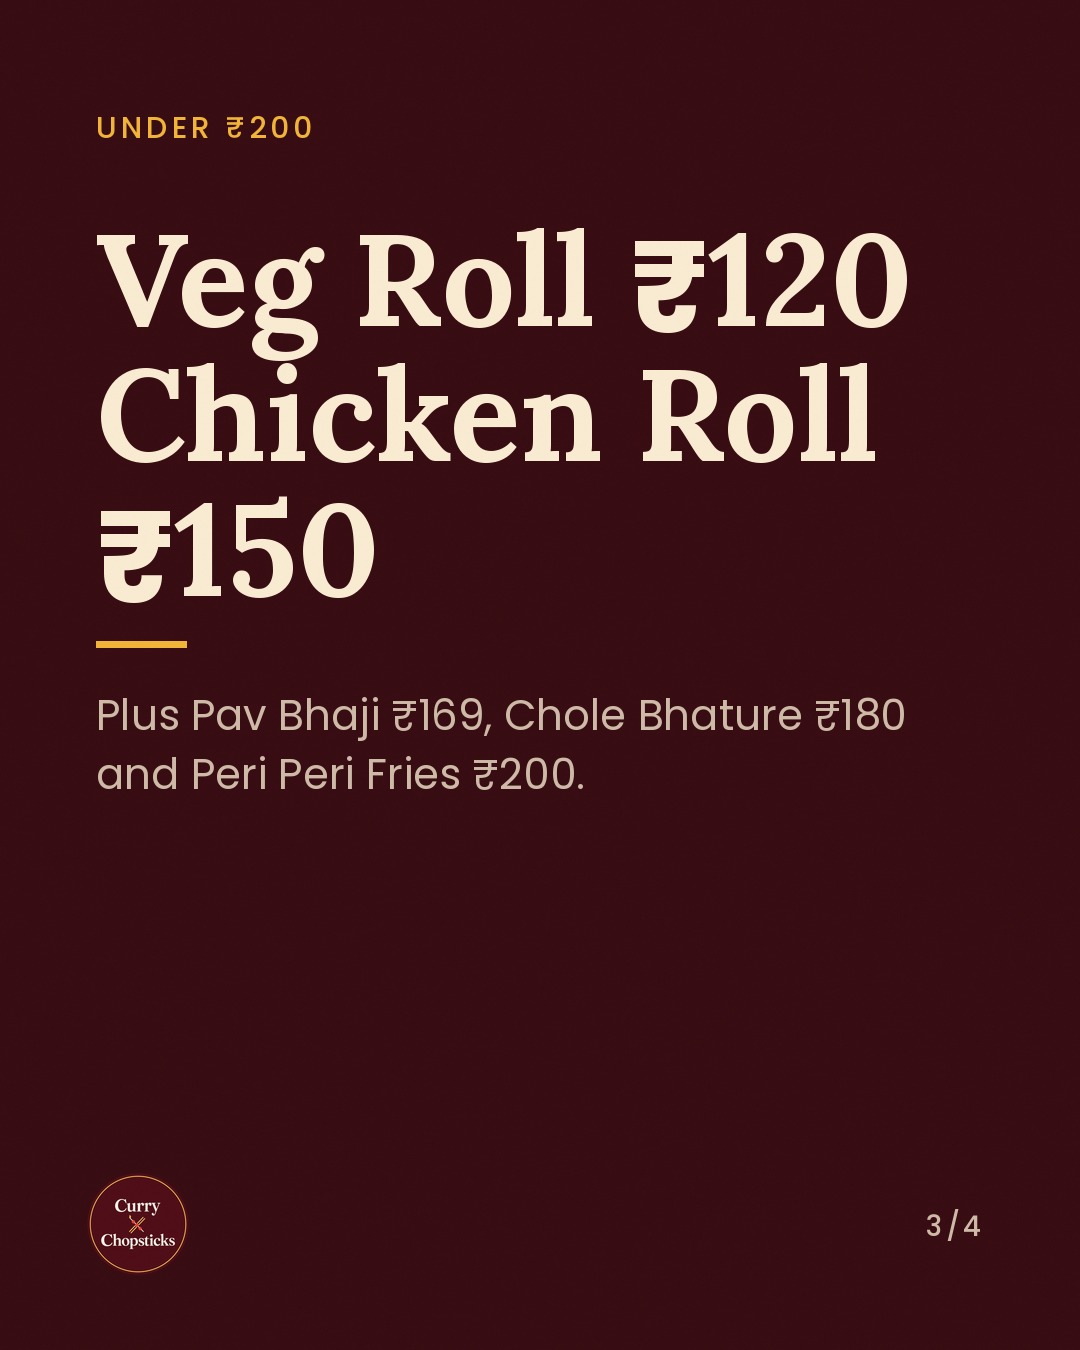 UNDER ₹200
Veg Roll ₹120
Chicken Roll
₹150
Plus Pav Bhaji ₹169, Chole Bhature ₹180
and Peri Peri Fries ₹200.
Curry
Chopsticks
3/4